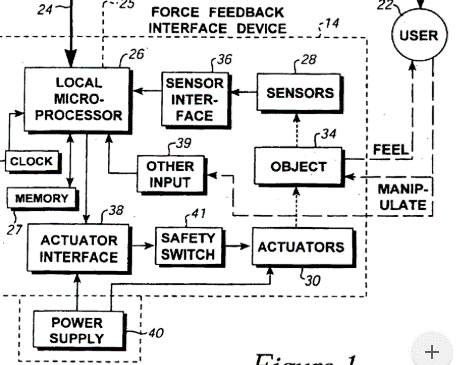 24
25
FORCE FEEDBACK
INTERFACE DEVICE
14
22
USER
26
LOCAL
MICRO-
PROCESSOR
36
SENSOR
INTER-
FACE
28
SENSORS
34
OBJECT
FEEL
39
OTHER
INPUT
MANIP-
ULATE
CLOCK
MEMORY
27
38
ACTUATOR
INTERFACE
41
SAFETY
SWITCH
ACTUATORS
30
POWER
SUPPLY
40
Figure 1